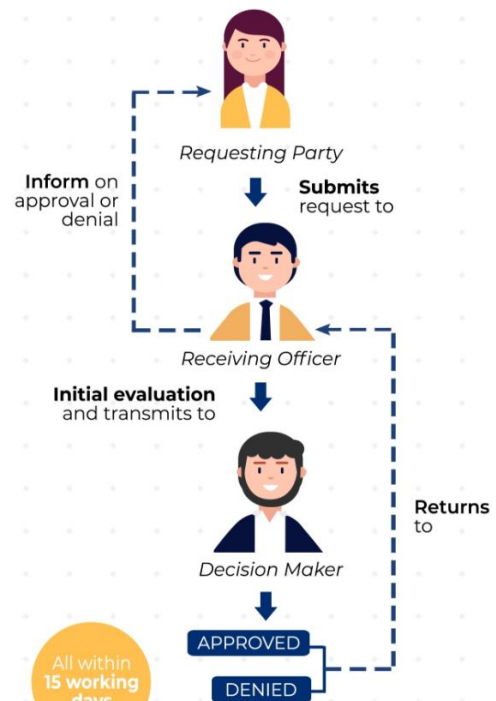 Requesting Party
Inform on
approval or
denial
Submits
request to
Receiving Officer
Initial evaluation
and transmits to
Returns
to
Decision Maker
APPROVED
DENIED
All within
15 working
days